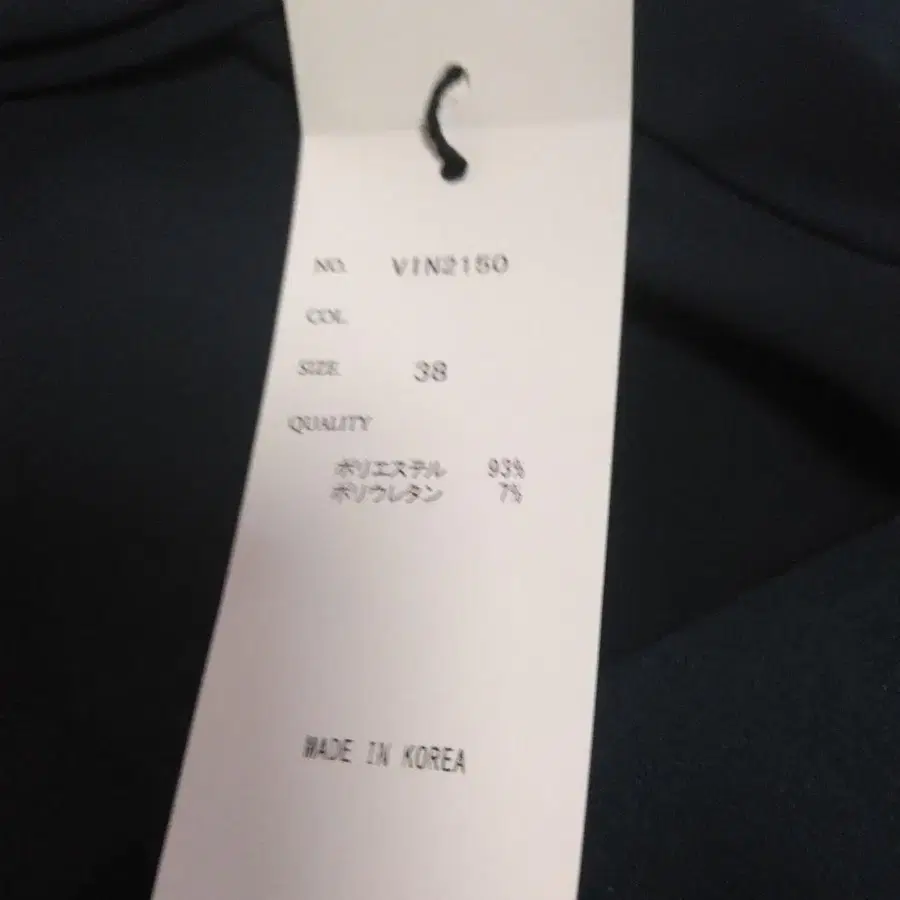 NO. VIN2150
COL.
SIZE. 38
QUALITY
ポリエステル 93%
ポリウレタン 7%
MADE IN KOREA